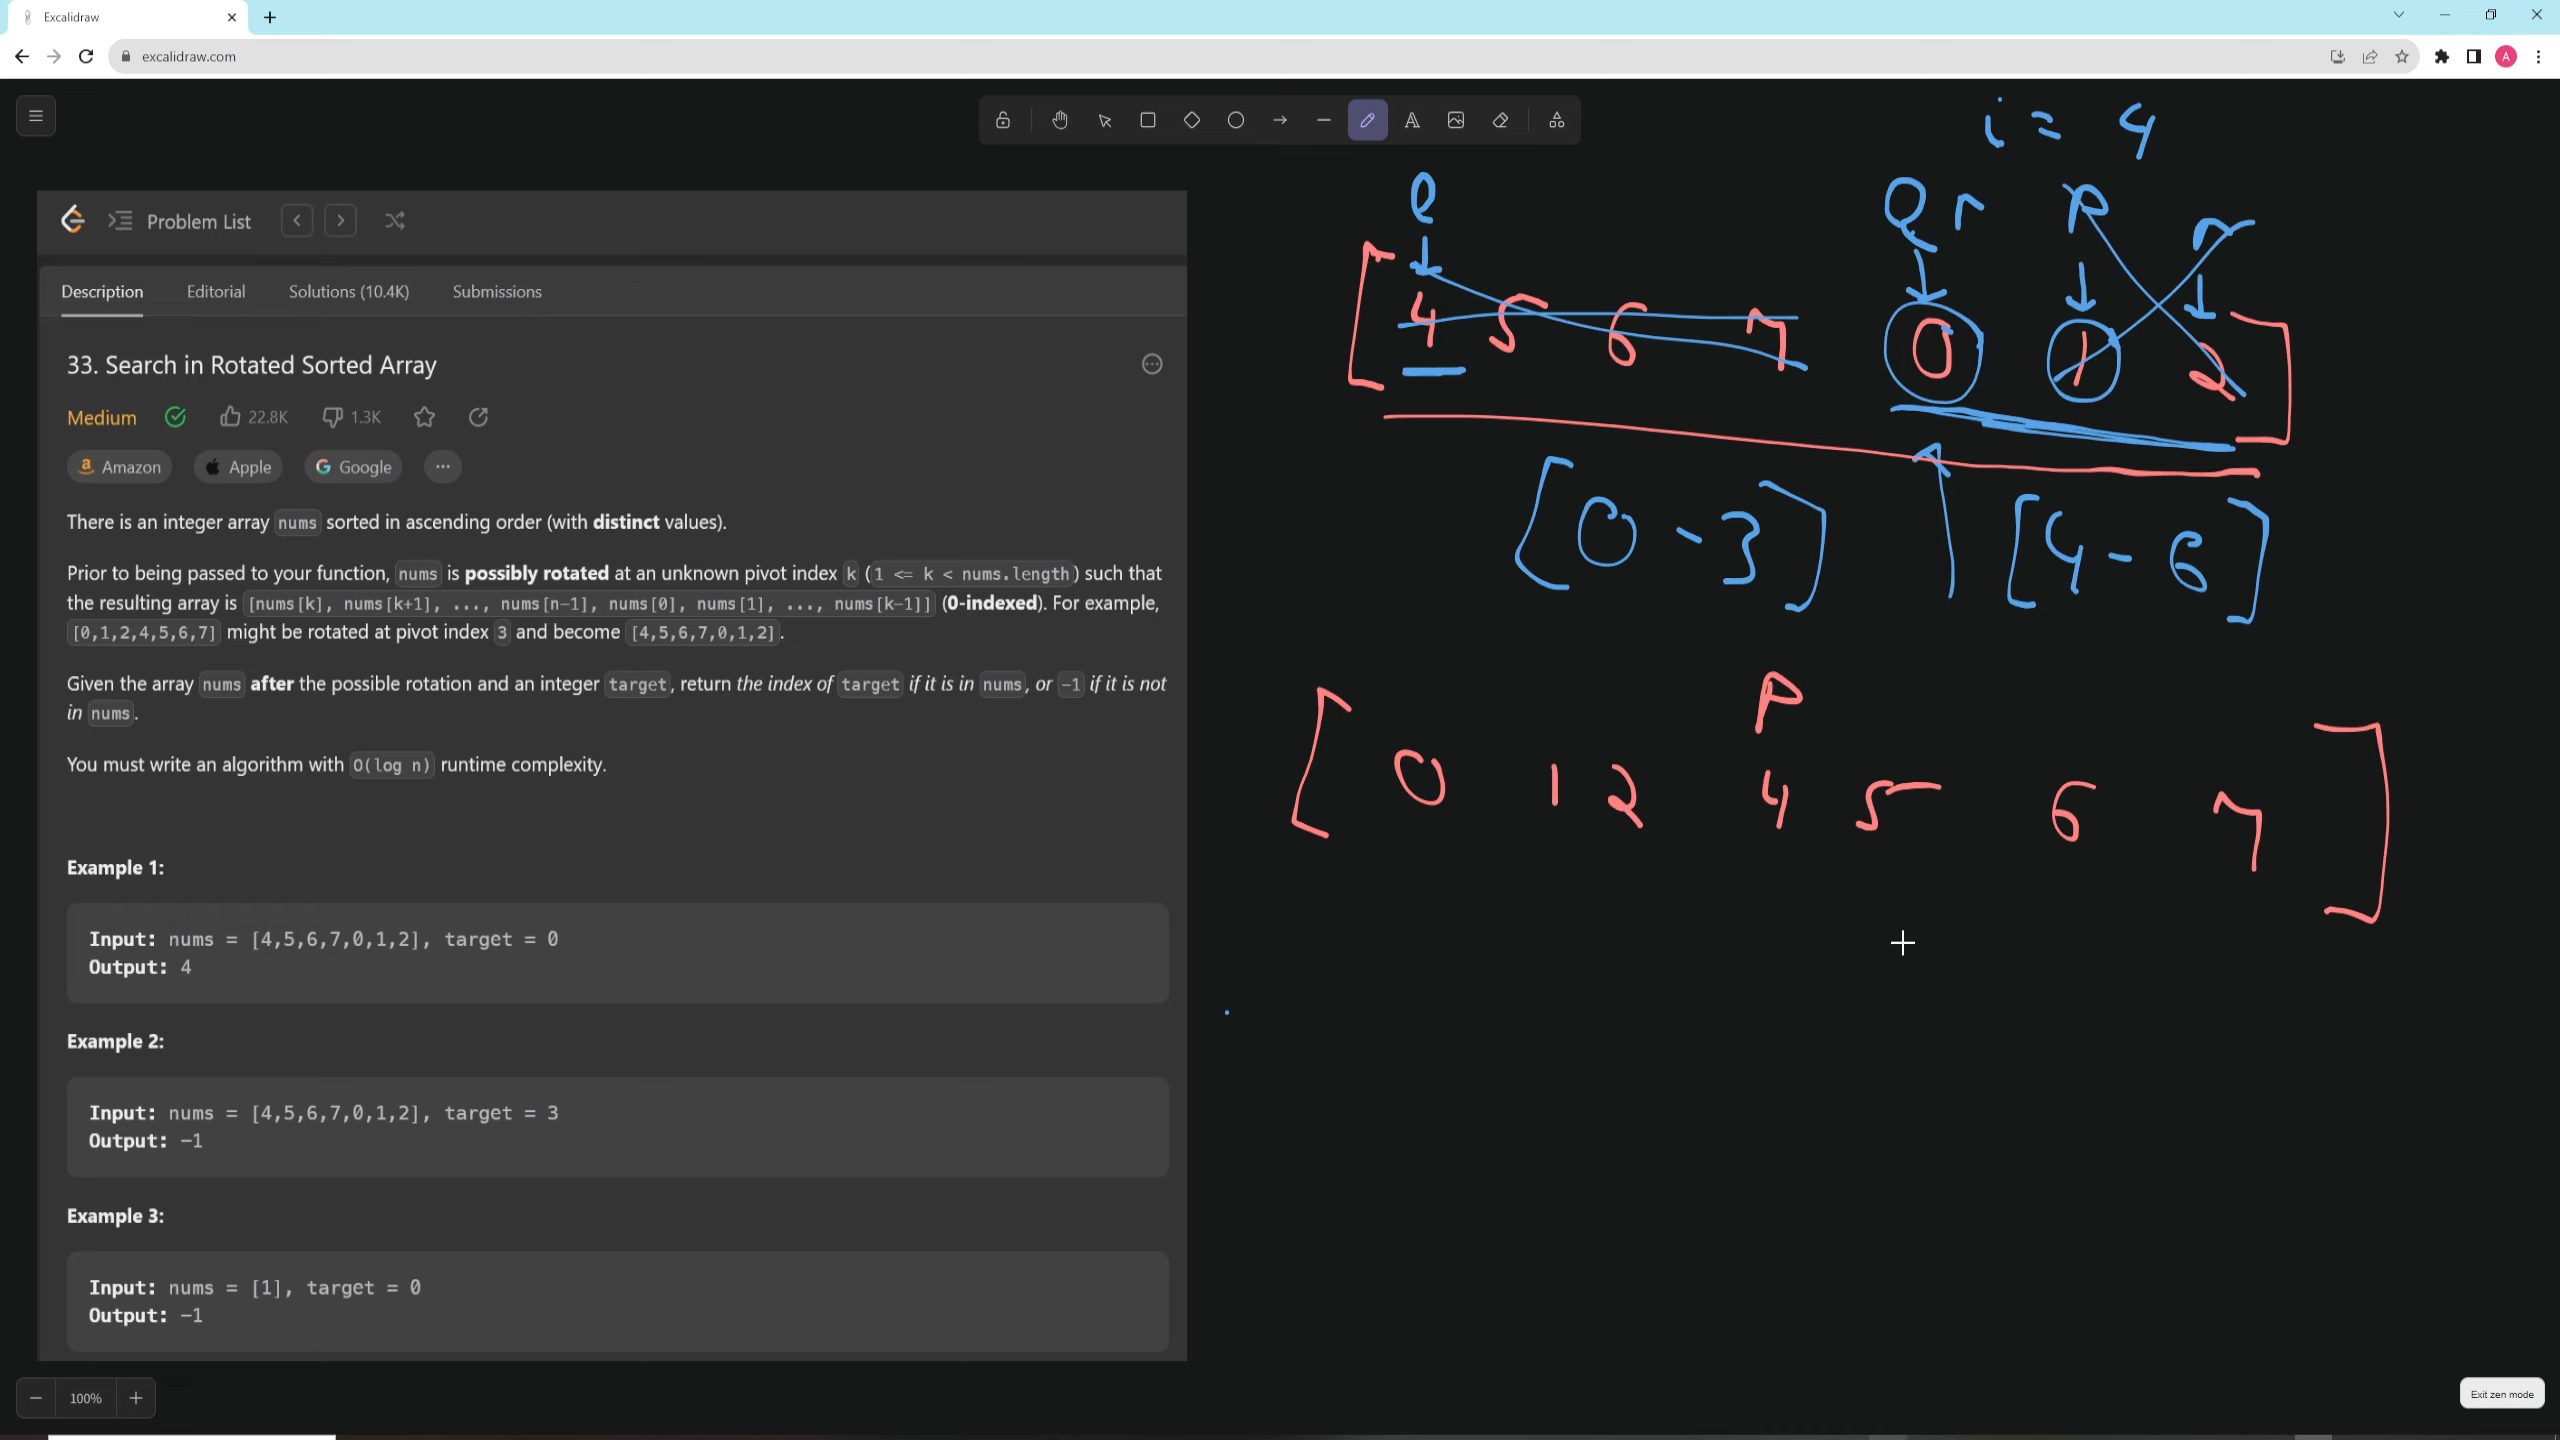 Excalidraw
excalidraw.com
A
i = 4
Problem List
Description Editorial Solutions (10.4K) Submissions
33. Search in Rotated Sorted Array
Medium 22.8K 1.3K
Amazon Apple Google ...
There is an integer array nums sorted in ascending order (with distinct values).
Prior to being passed to your function, nums is possibly rotated at an unknown pivot index k (1 <= k < nums.length) such that
the resulting array is [nums[k], nums[k+1], ..., nums[n-1], nums[0], nums[1], ..., nums[k-1]] (0-indexed). For example,
[0,1,2,4,5,6,7] might be rotated at pivot index 3 and become [4,5,6,7,0,1,2].
Given the array nums after the possible rotation and an integer target, return the index of target if it is in nums, or -1 if it is not
in nums.
You must write an algorithm with O(log n) runtime complexity.
Example 1:
Input: nums = [4,5,6,7,0,1,2], target = 0
Output: 4
Example 2:
Input: nums = [4,5,6,7,0,1,2], target = 3
Output: -1
Example 3:
Input: nums = [1], target = 0
Output: -1
l l r P r
[4 5 6 7 0 1 2]
[0 - 3] [4 - 6]
P
[0 1 2 4 5 6 7]
100%
Exit zen mode